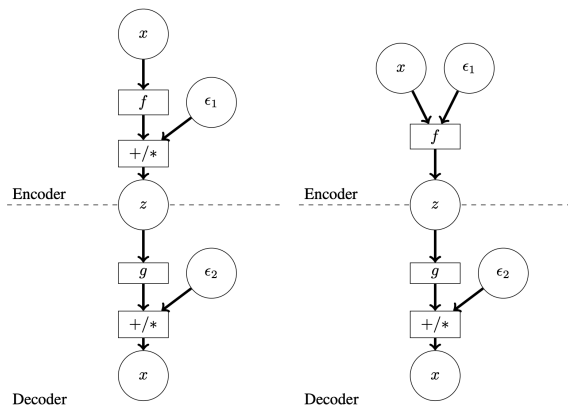 x
f
ϵ1
+/*
Encoder
z
g
ϵ2
+/*
x
Decoder
x
ϵ1
f
Encoder
z
g
ϵ2
+/*
x
Decoder